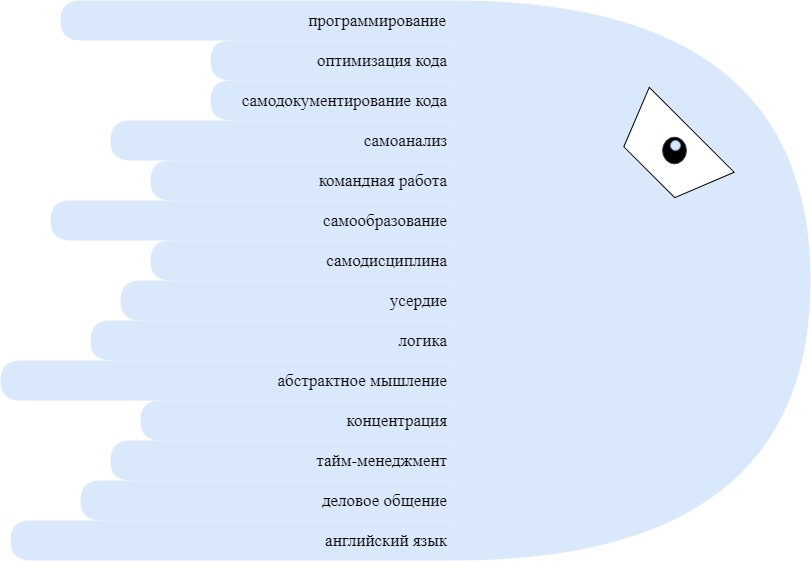 программирование
оптимизация кода
самодокументирование кода
самоанализ
командная работа
самообразование
самодисциплина
усердие
логика
абстрактное мышление
концентрация
тайм-менеджмент
деловое общение
английский язык